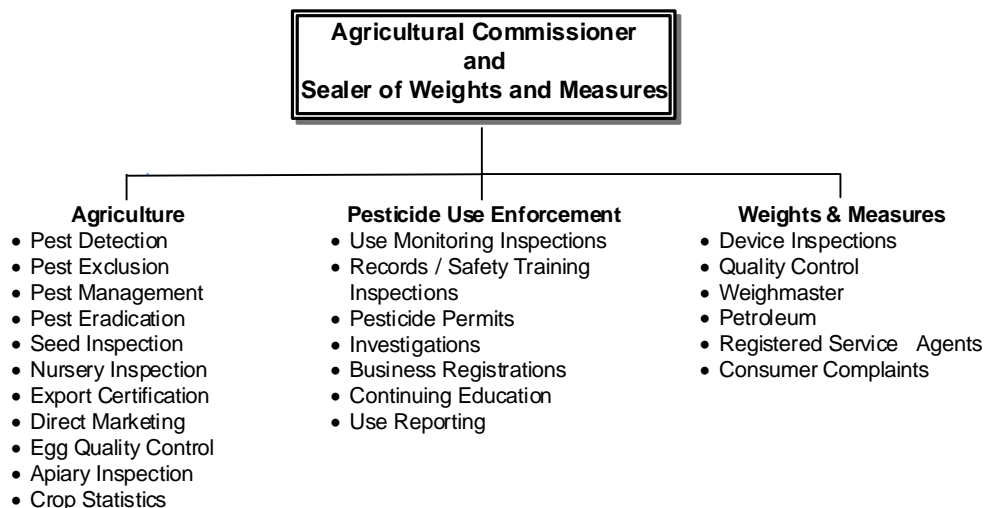 Agricultural Commissioner
and
Sealer of Weights and Measures
Agriculture
• Pest Detection
• Pest Exclusion
• Pest Management
• Pest Eradication
• Seed Inspection
• Nursery Inspection
• Export Certification
• Direct Marketing
• Egg Quality Control
• Apiary Inspection
• Crop Statistics
Pesticide Use Enforcement
• Use Monitoring Inspections
• Records / Safety Training
Inspections
• Pesticide Permits
• Investigations
• Business Registrations
• Continuing Education
• Use Reporting
Weights & Measures
• Device Inspections
• Quality Control
• Weighmaster
• Petroleum
• Registered Service Agents
• Consumer Complaints